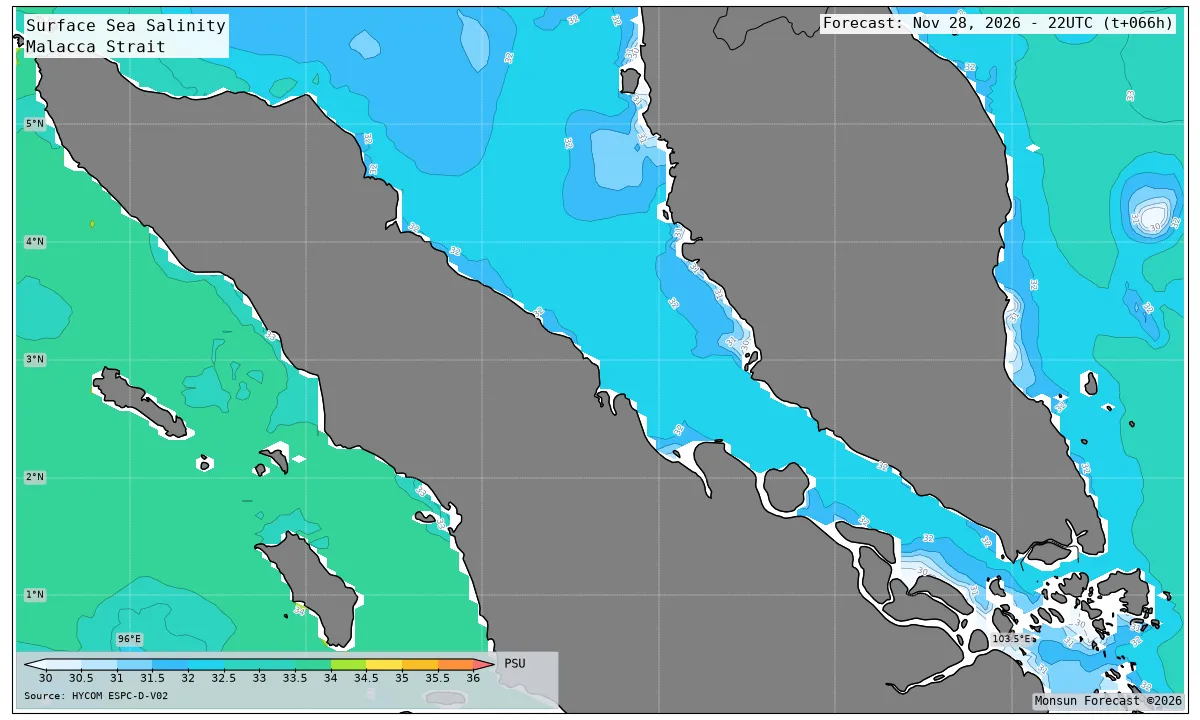 Surface Sea Salinity
Malacca Strait
Forecast: Nov 28, 2026 - 22UTC (t+066h)
5°N
4°N
3°N
2°N
1°N
96°E
103.5°E
PSU
30 30.5 31 31.5 32 32.5 33 33.5 34 34.5 35 35.5 36
Source: HYCOM ESPC-D-V02
Monsun Forecast ©2026